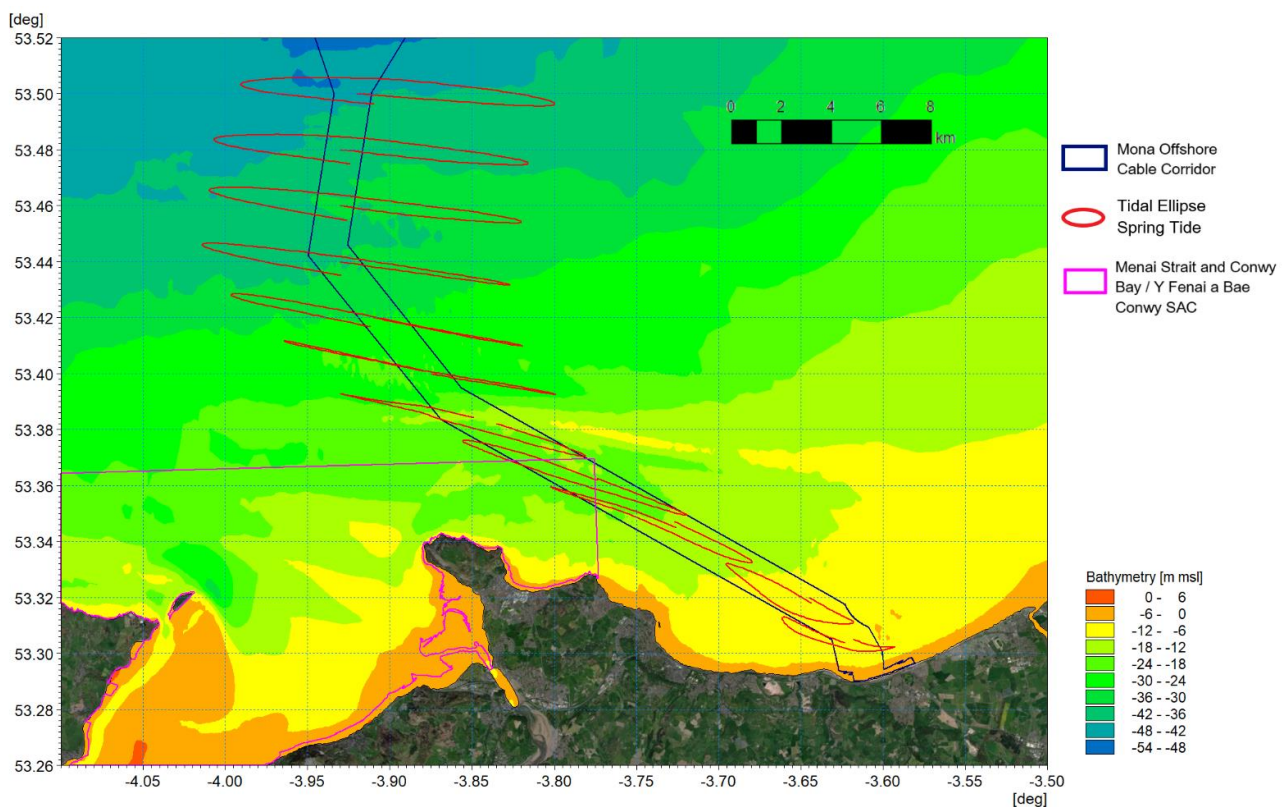 [deg]
53.52
53.50
53.48
53.46
53.44
53.42
53.40
53.38
53.36
53.34
53.32
53.30
53.28
53.26
-4.05
-4.00
-3.95
-3.90
-3.85
-3.80
-3.75
-3.70
-3.65
-3.60
-3.55
-3.50
[deg]
0 2 4 6 8
km
Mona Offshore
Cable Corridor
Tidal Ellipse
Spring Tide
Menai Strait and Conwy
Bay / Y Fenai a Bae
Conwy SAC
Bathymetry [m msl]
0 - 6
-6 - 0
-12 - -6
-18 - -12
-24 - -18
-30 - -24
-36 - -30
-42 - -36
-48 - -42
-54 - -48